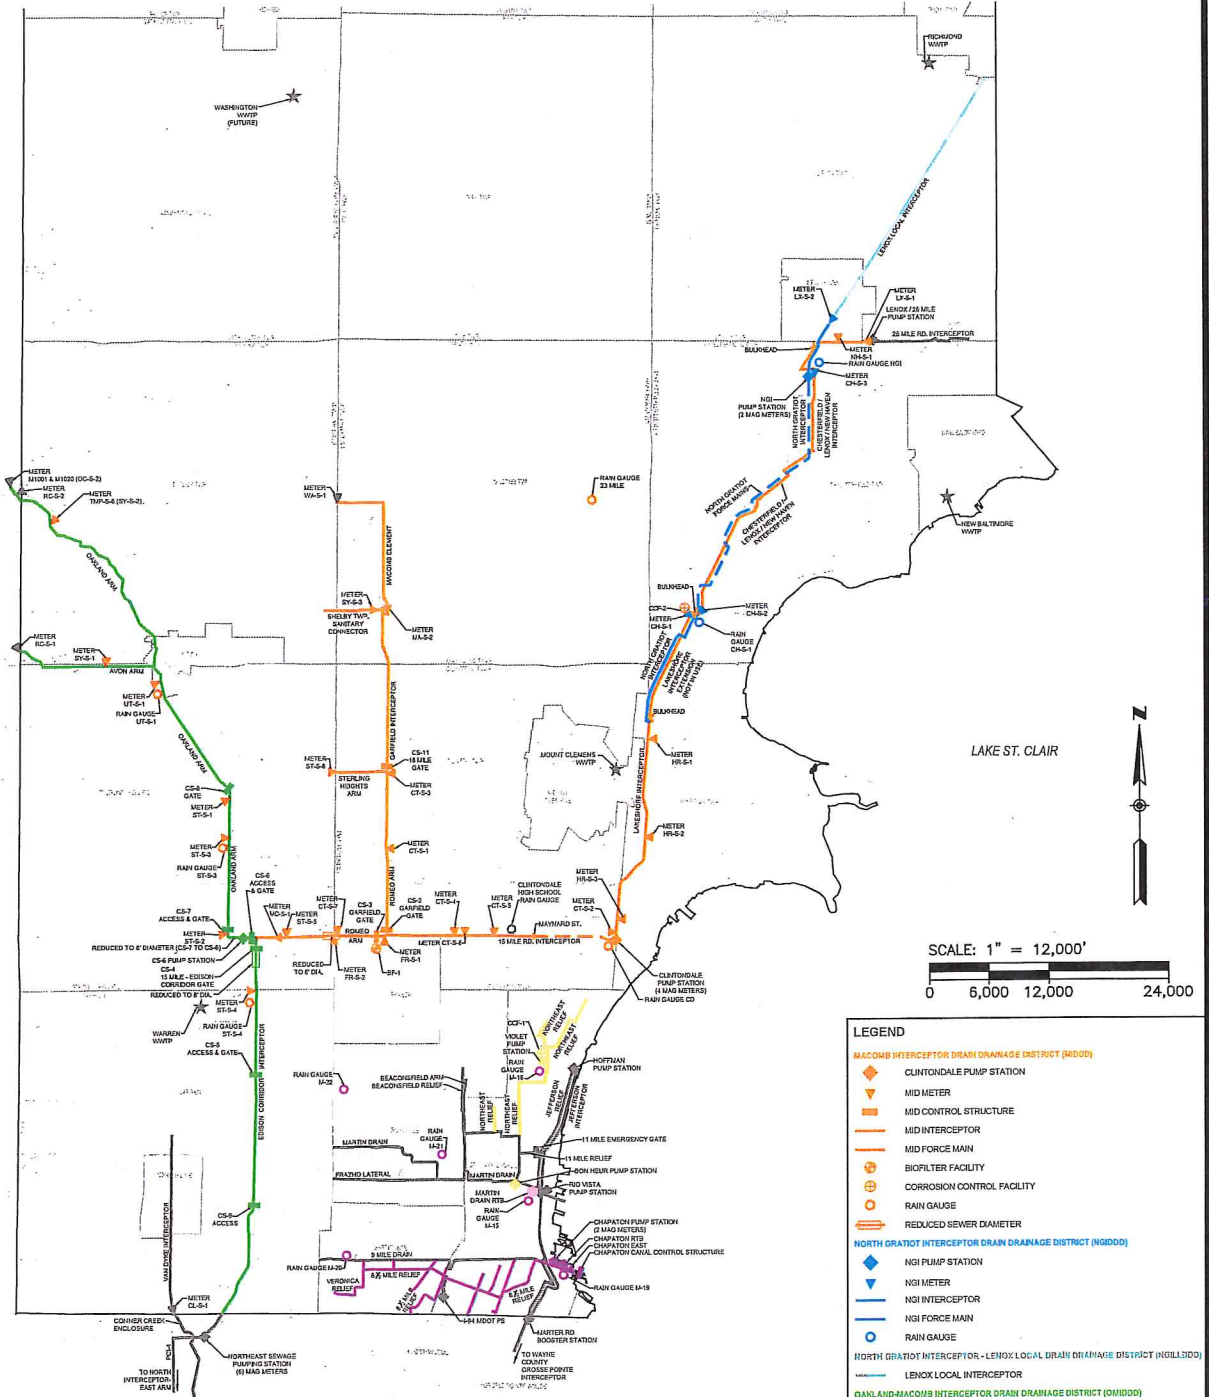 RICHMOND
WWTP
WASHINGTON
WWTP
(FUTURE)
LENOX LOCAL INTERCEPTOR
METER
LX-S-2
METER
LX-S-1
LENOX / 26 MILE
PUMP STATION
26 MILE RD. INTERCEPTOR
BULKHEAD
METER
NH-S-1
RAIN GAUGE NGI
METER
CH-S-3
NGI
PUMP STATION
(2 MAG METERS)
NORTH GRATIOT
INTERCEPTOR
CHESTERFIELD /
LENOX / NEW HAVEN
INTERCEPTOR
METER
M1001 & M1020 (OC-S-2)
METER
RC-S-2
METER
TMP-S-6 (SY-S-2)
METER
WA-S-1
RAIN GAUGE
23 MILE
NORTH GRATIOT
FORCE MAINS
CHESTERFIELD
LENOX / NEW HAVEN
INTERCEPTOR
NEW BALTIMORE
WWTP
OAKLAND ARM
MACOMB CLEMENT
METER
SY-S-3
SHELBY TWP.
SANITARY
CONNECTOR
METER
MA-S-2
BULKHEAD
CCF-2
METER
CH-S-1
METER
CH-S-2
RAIN
GAUGE
CH-S-1
METER
RC-S-1
METER
SY-S-1
AVON ARM
NORTH GRATIOT
INTERCEPTOR
LAKESHORE
INTERCEPTOR
EXTENSION
(NOT IN USE)
METER
UT-S-1
RAIN GAUGE
UT-S-1
BULKHEAD
OAKLAND ARM
GARFIELD INTERCEPTOR
METER
ST-S-8
STERLING
HEIGHTS
ARM
CS-11
18 MILE
GATE
METER
CT-S-3
MOUNT CLEMENS
WWTP
METER
HR-S-1
LAKE ST. CLAIR
N
CS-8
GATE
METER
ST-S-1
LAKESHORE INTERCEPTOR
METER
HR-S-2
METER
ST-S-3
RAIN GAUGE
ST-S-3
OAKLAND ARM
METER
CT-S-1
ROMEO ARM
CS-6
ACCESS
& GATE
METER
HR-S-3
CS-7
ACCESS & GATE
METER
MC-S-1
METER
ST-S-5
METER
CT-S-7
CS-3
GARFIELD
GATE
CS-2
GARFIELD
GATE
METER
CT-S-4
METER
CT-S-5
CLINTONDALE
HIGH SCHOOL
RAIN GAUGE
METER
CT-S-2
MAYNARD ST.
METER
ST-S-2
ROMEO
ARM
METER CT-S-6
15 MILE RD. INTERCEPTOR
REDUCED TO 8' DIAMETER (CS-7 TO CS-6)
CS-6 PUMP STATION
CS-4
15 MILE - EDISON
CORRIDOR GATE
REDUCED TO 8' DIA.
REDUCED
TO 8' DIA.
METER
FR-S-2
METER
FR-S-1
BF-1
CLINTONDALE
PUMP STATION
(4 MAG METERS)
RAIN GAUGE CD
SCALE: 1" = 12,000'
0 6,000 12,000 24,000
METER
ST-S-4
RAIN GAUGE
ST-S-4
WARREN
WWTP
CS-5
ACCESS & GATE
EDISON CORRIDOR INTERCEPTOR
CCF-1
VIOLET
PUMP
STATION
RAIN
GAUGE
M-16
NORTHEAST
RELIEF
NORTHEAST
RELIEF
HOFFMAN
PUMP STATION
RAIN GAUGE
M-22
BEACONSFIELD ARM
BEACONSFIELD RELIEF
NORTHEAST
RELIEF
NORTHEAST
RELIEF
JEFFERSON
RELIEF
JEFFERSON
INTERCEPTOR
MARTIN DRAIN
RAIN
GAUGE
M-21
11 MILE EMERGENCY GATE
11 MILE RELIEF
FRAZHO LATERAL
MARTIN DRAIN
BON HEUR PUMP STATION
RIO VISTA
PUMP STATION
MARTIN
DRAIN RTB
RAIN
GAUGE
M-15
CS-9
ACCESS
CHAPATON PUMP STATION
(2 MAG METERS)
CHAPATON RTB
CHAPATON EAST
CHAPATON CANAL CONTROL STRUCTURE
VAN DYKE INTERCEPTOR
9 MILE DRAIN
RAIN GAUGE M-20
8 ½ MILE RELIEF
VERONICA
RELIEF
8 ½ MILE
RELIEF
8 ½ MILE
RELIEF
RAIN GAUGE M-19
METER
CL-S-1
I-94 MDOT PS
CONNER CREEK
ENCLOSURE
MARTER RD
BOOSTER STATION
PCI-1
NORTHEAST SEWAGE
PUMPING STATION
(6) MAG METERS
TO NORTH
INTERCEPTOR-
EAST ARM
TO WAYNE
COUNTY
GROSSE POINTE
INTERCEPTOR
LEGEND
MACOMB INTERCEPTOR DRAIN DRAINAGE DISTRICT (MIDDD)
CLINTONDALE PUMP STATION
MID METER
MID CONTROL STRUCTURE
MID INTERCEPTOR
MID FORCE MAIN
BIOFILTER FACILITY
CORROSION CONTROL FACILITY
RAIN GAUGE
REDUCED SEWER DIAMETER
NORTH GRATIOT INTERCEPTOR DRAIN DRAINAGE DISTRICT (NGIDDD)
NGI PUMP STATION
NGI METER
NGI INTERCEPTOR
NGI FORCE MAIN
RAIN GAUGE
NORTH GRATIOT INTERCEPTOR - LENOX LOCAL DRAIN DRAINAGE DISTRICT (NGILLDDD)
LENOX LOCAL INTERCEPTOR
OAKLAND-MACOMB INTERCEPTOR DRAIN DRAINAGE DISTRICT (OMIDDD)